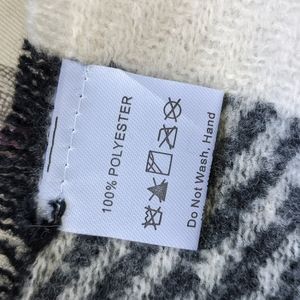 100% POLYESTER
Do Not Wash, Hand